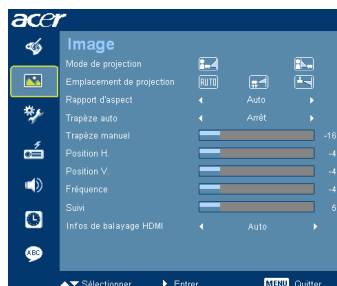 acer
Image
Mode de projection
Emplacement de projection AUTO
Rapport d'aspect Auto
Trapèze auto Arrêt
Trapèze manuel -16
Position H. -4
Position V. -4
Fréquence -4
Suivi 5
Infos de balayage HDMI Auto
ABC
Sélectionner Entrer MENU Quitter